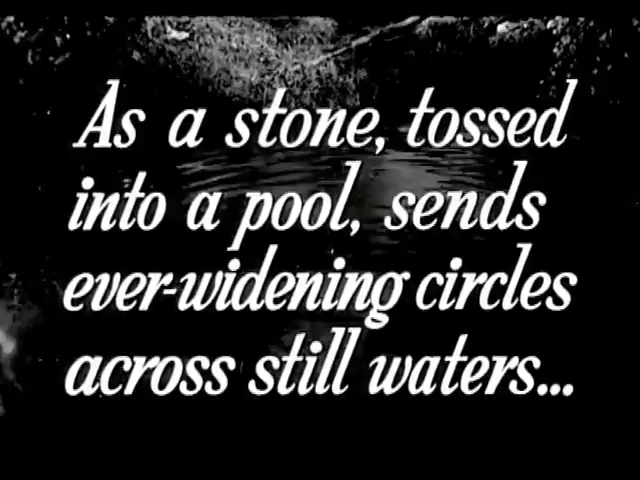 As a stone, tossed
into a pool, sends
ever-widening circles
across still waters...